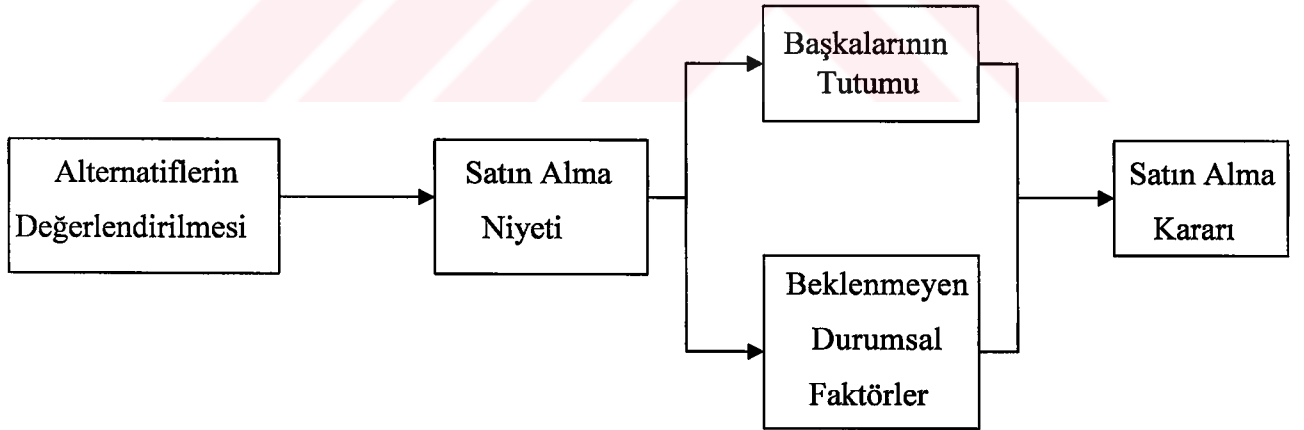 Alternatiflerin
Değerlendirilmesi
Satın Alma
Niyeti
Başkalarının
Tutumu
Beklenmeyen
Durumsal
Faktörler
Satın Alma
Kararı